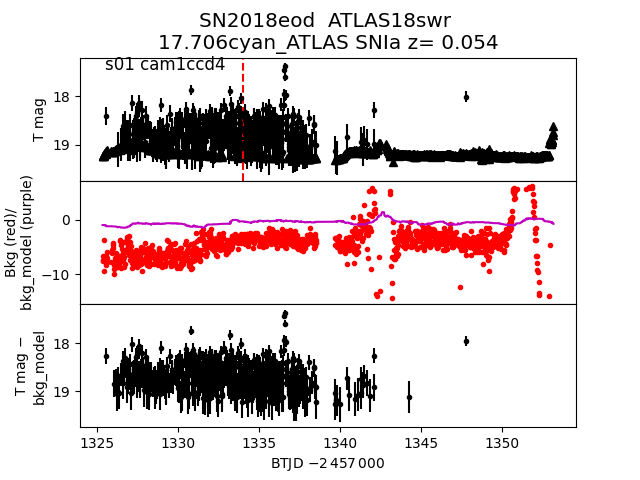 SN2018eod  ATLAS18swr
17.706cyan_ATLAS SNIa z= 0.054
s01 cam1ccd4
T mag
18
19
Bkg (red)/
bkg_model (purple)
0
−10
T mag −
bkg_model
18
19
1325 1330 1335 1340 1345 1350
BTJD −2 457 000